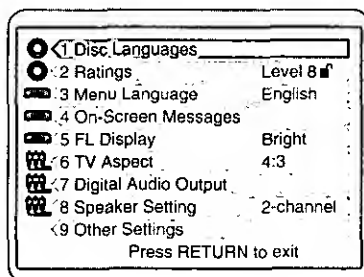 1 Disc Languages
2 Ratings Level 8
3 Menu Language English
4 On-Screen Messages
5 FL Display Bright
6 TV Aspect 4:3
7 Digital Audio Output
8 Speaker Setting 2-channel
9 Other Settings
Press RETURN to exit